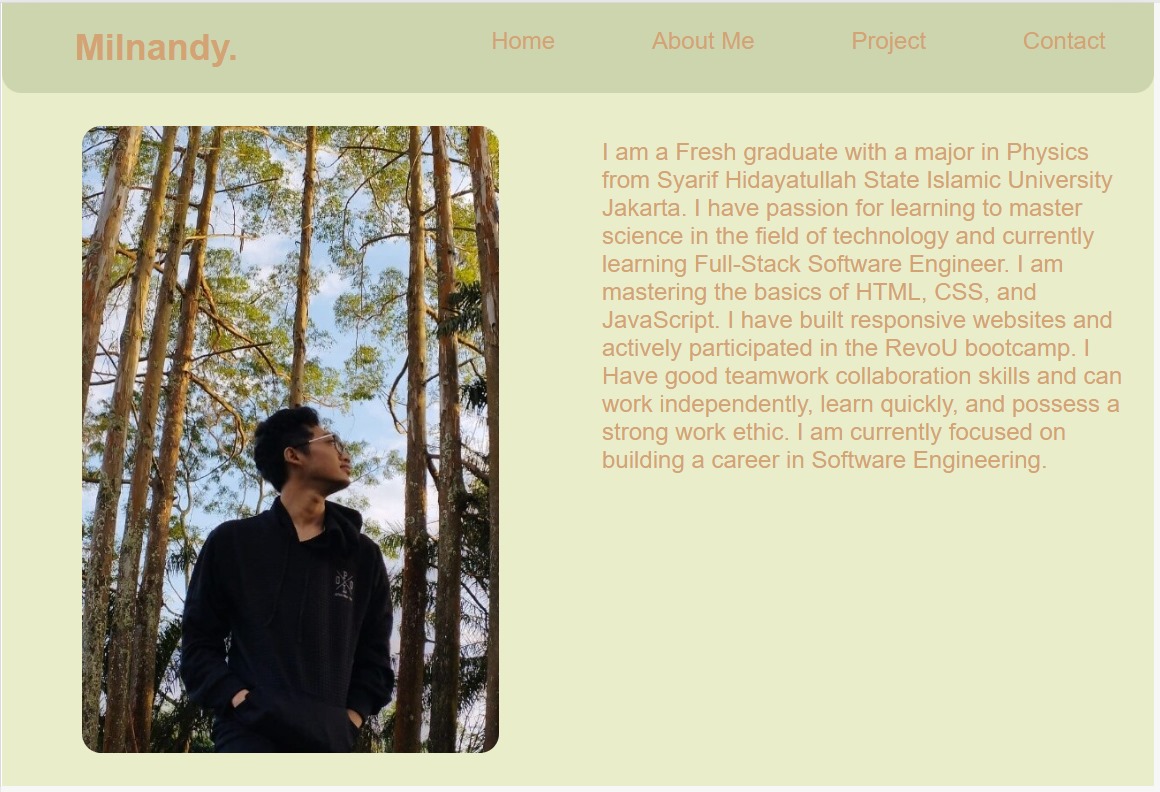 Milnandy.
Home
About Me
Project
Contact
I am a Fresh graduate with a major in Physics
from Syarif Hidayatullah State Islamic University
Jakarta. I have passion for learning to master
science in the field of technology and currently
learning Full-Stack Software Engineer. I am
mastering the basics of HTML, CSS, and
JavaScript. I have built responsive websites and
actively participated in the RevoU bootcamp. I
Have good teamwork collaboration skills and can
work independently, learn quickly, and possess a
strong work ethic. I am currently focused on
building a career in Software Engineering.